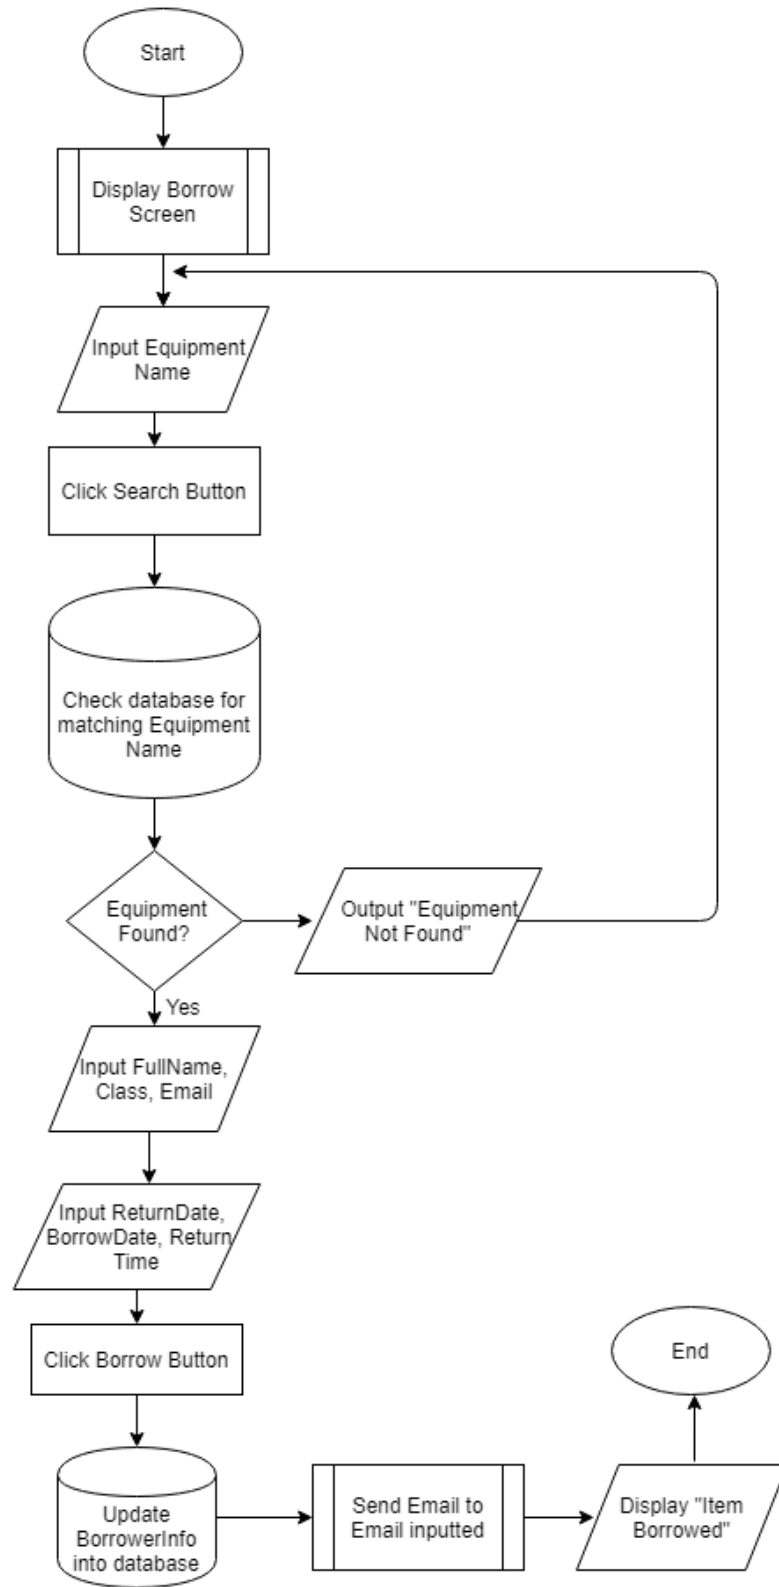 Start
Display Borrow
Screen
Input Equipment
Name
Click Search Button
Check database for
matching Equipment
Name
Equipment
Found?
Output "Equipment
Not Found"
Yes
Input FullName,
Class, Email
Input ReturnDate,
BorrowDate, Return
Time
Click Borrow Button
Update
BorrowerInfo
into database
Send Email to
Email inputted
Display "Item
Borrowed"
End